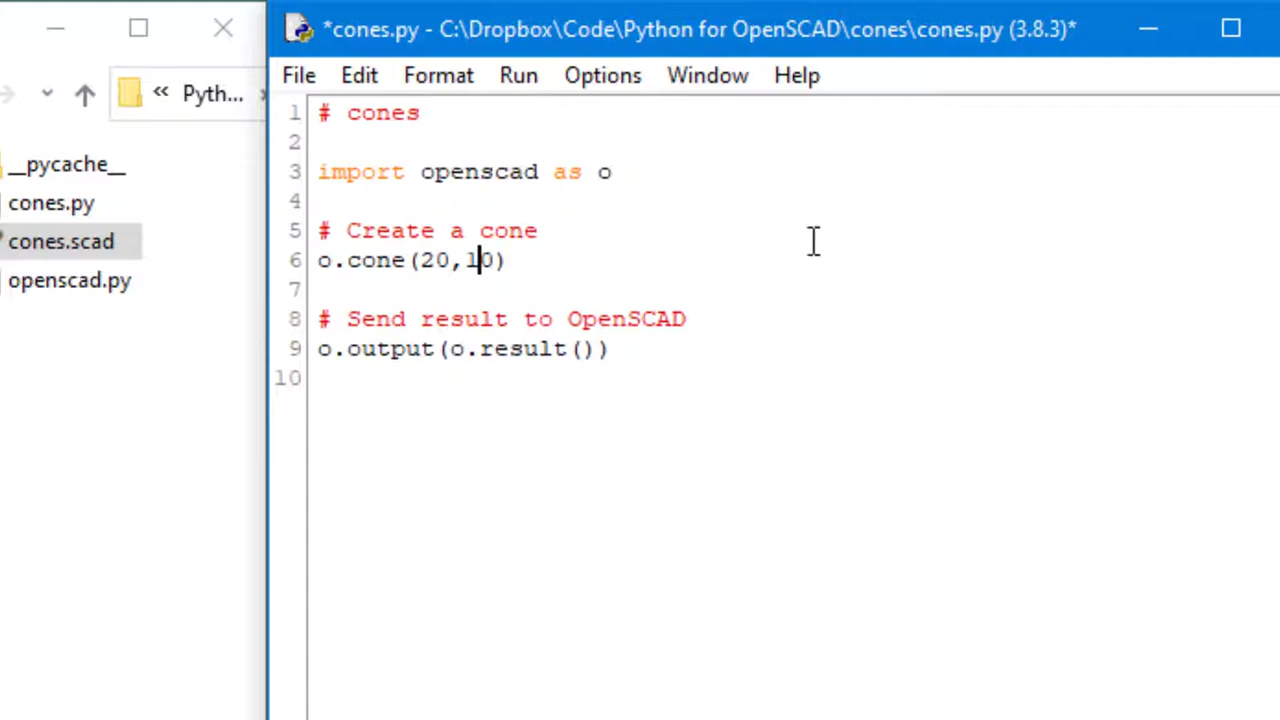 *cones.py - C:\Dropbox\Code\Python for OpenSCAD\cones\cones.py (3.8.3)*
File Edit Format Run Options Window Help
« Pyth...
__pycache__
cones.py
cones.scad
openscad.py
1 # cones
2
3 import openscad as o
4
5 # Create a cone
6 o.cone(20,10)
7
8 # Send result to OpenSCAD
9 o.output(o.result())
10